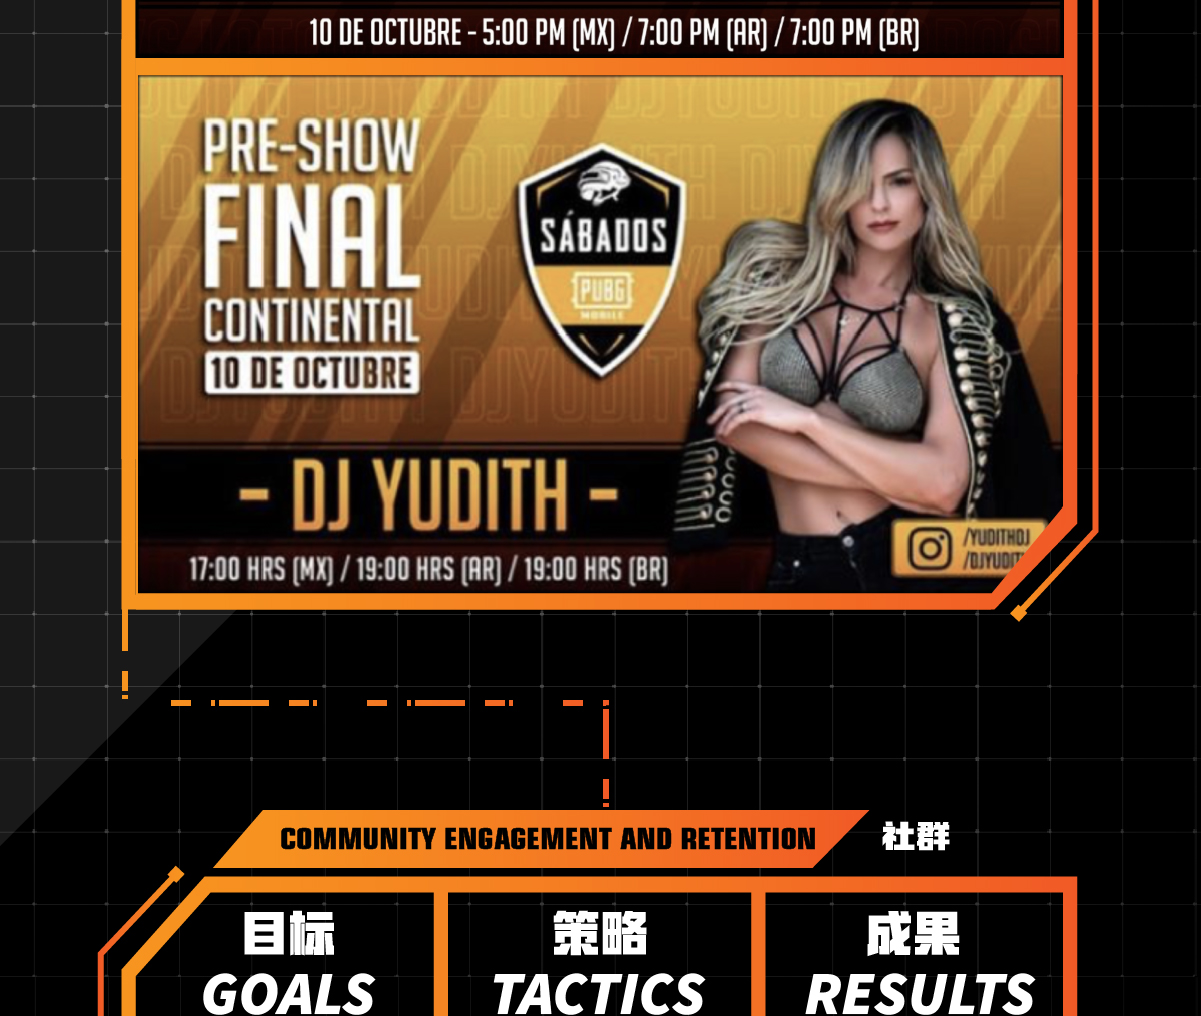 10 DE OCTUBRE - 5:00 PM (MX) / 7:00 PM (AR) / 7:00 PM (BR)
PRE-SHOW
FINAL
CONTINENTAL
10 DE OCTUBRE
SÁBADOS
PUBG
MOBILE
- DJ YUDITH -
17:00 HRS (MX) / 19:00 HRS (AR) / 19:00 HRS (BR)
/YUDITHDJ
COMMUNITY ENGAGEMENT AND RETENTION
社群
目标
策略
成果
GOALS
TACTICS
RESULTS